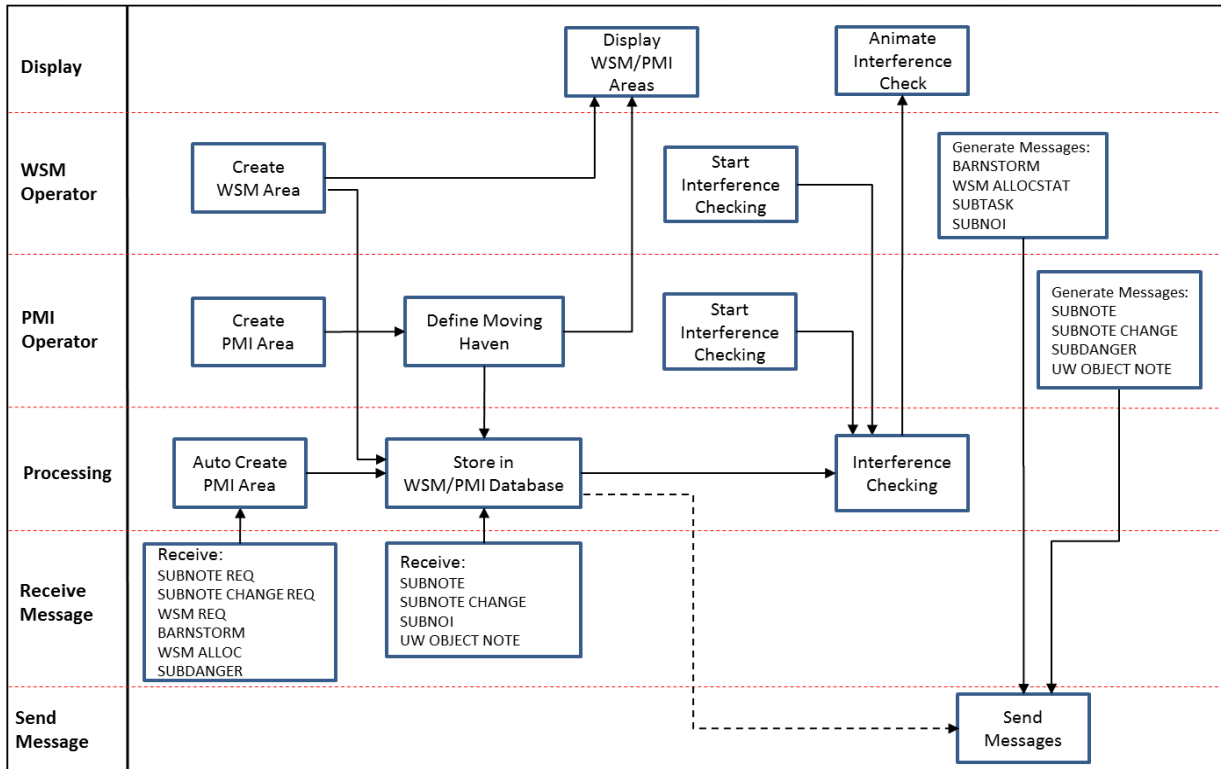 Display
Display
WSM/PMI
Areas
Animate
Interference
Check
WSM
Operator
Create
WSM Area
Start
Interference
Checking
Generate Messages:
BARNSTORM
WSM ALLOCSTAT
SUBTASK
SUBNOI
PMI
Operator
Create
PMI Area
Define Moving
Haven
Start
Interference
Checking
Generate Messages:
SUBNOTE
SUBNOTE CHANGE
SUBDANGER
UW OBJECT NOTE
Processing
Auto Create
PMI Area
Store in
WSM/PMI Database
Interference
Checking
Receive
Message
Receive:
SUBNOTE REQ
SUBNOTE CHANGE REQ
WSM REQ
BARNSTORM
WSM ALLOC
SUBDANGER
Receive:
SUBNOTE
SUBNOTE CHANGE
SUBNOI
UW OBJECT NOTE
Send
Message
Send
Messages